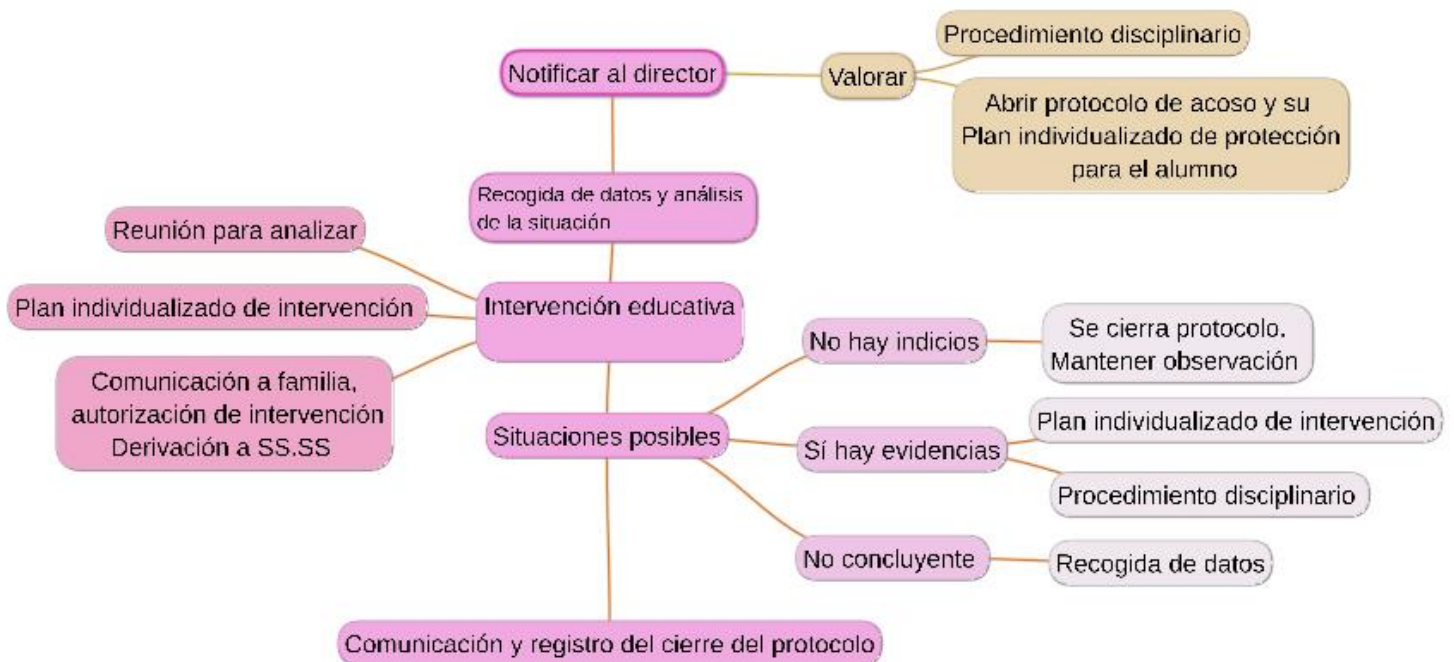 Procedimiento disciplinario
Notificar al director
Valorar
Abrir protocolo de acoso y su
Plan individualizado de protección
para el alumno
Recogida de datos y análisis
de la situación
Reunión para analizar
Plan individualizado de intervención
Intervención educativa
Comunicación a familia,
autorización de intervención
Derivación a SS.SS
No hay indicios
Se cierra protocolo.
Mantener observación
Situaciones posibles
Sí hay evidencias
Plan individualizado de intervención
Procedimiento disciplinario
No concluyente
Recogida de datos
Comunicación y registro del cierre del protocolo